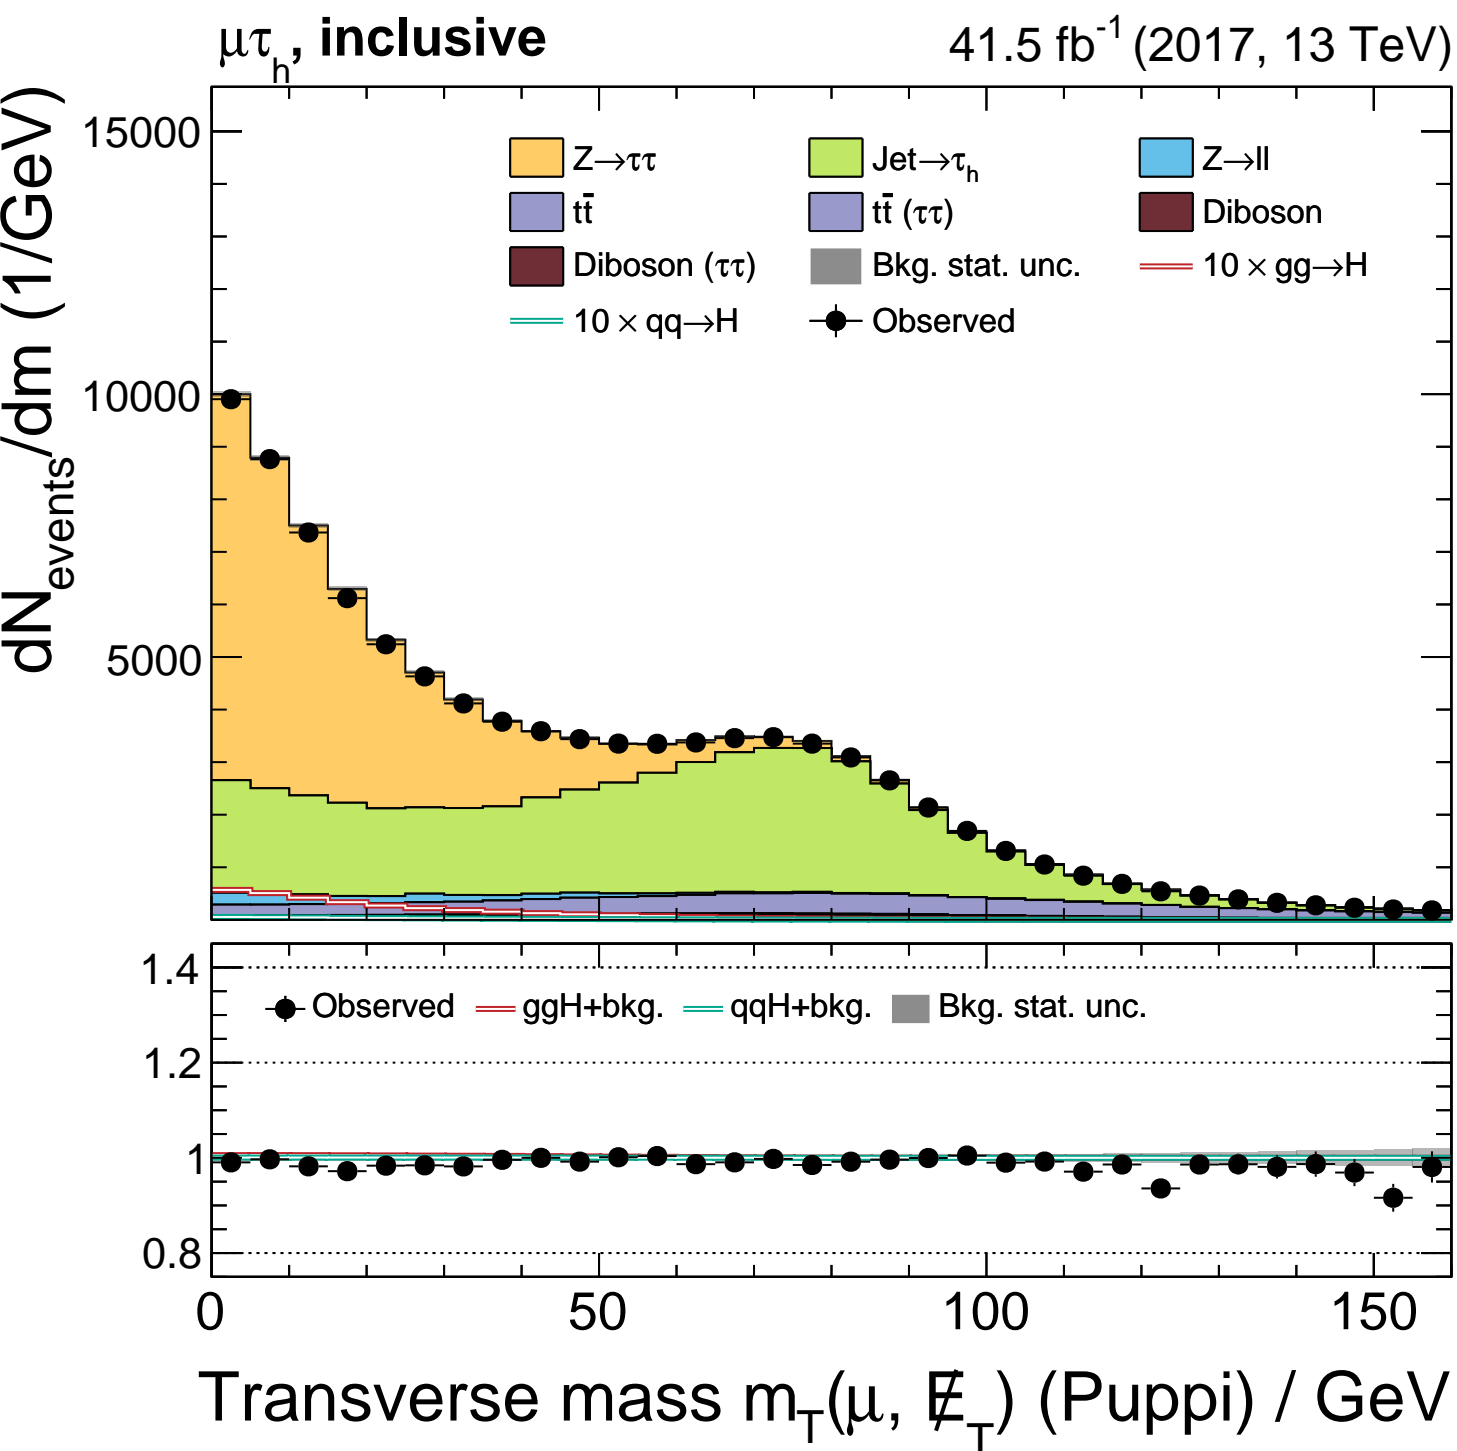 μτh, inclusive 41.5 fb-1 (2017, 13 TeV)
dNevents/dm (1/GeV)
15000
10000
5000
Z→ττ Jet→τh Z→ll
tt̄ tt̄ (ττ) Diboson
Diboson (ττ) Bkg. stat. unc. 10 × gg→H
10 × qq→H Observed
1.4
1.2
1
0.8
Observed ggH+bkg. qqH+bkg. Bkg. stat. unc.
0 50 100 150
Transverse mass mT(μ, E̸T) (Puppi) / GeV